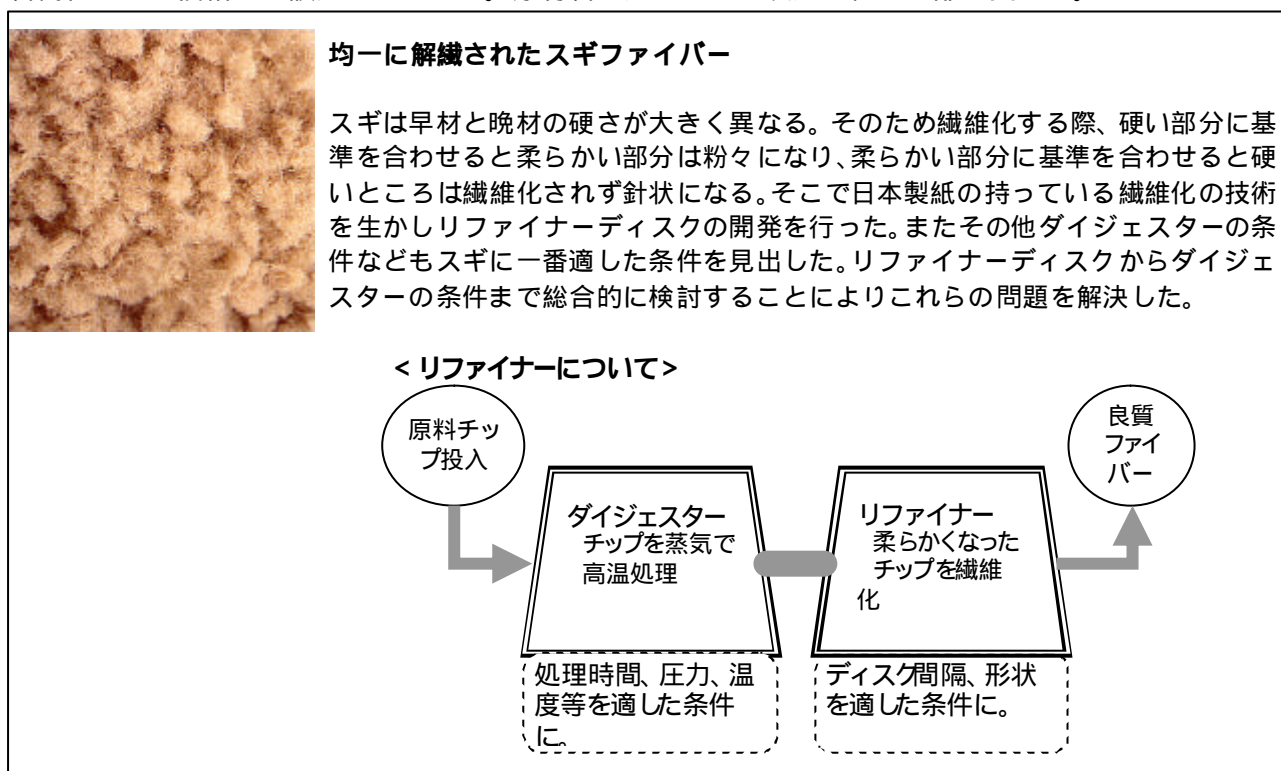 均一に解繊されたスギファイバー
スギは早材と晩材の硬さが大きく異なる。そのため繊維化する際、硬い部分に基
準を合わせると柔らかい部分は粉々になり、柔らかい部分に基準を合わせると硬
いところは繊維化されず針状になる。そこで日本製紙の持っている繊維化の技術
を生かしリファイナーディスクの開発を行った。またその他ダイジェスターの条
件などもスギに一番適した条件を見出した。リファイナーディスクからダイジェ
スターの条件まで総合的に検討することによりこれらの問題を解決した。
<リファイナーについて>
原料チッ
プ投入
ダイジェスター
チップを蒸気で
高温処理
処理時間、圧力、温
度等を適した条件
に。
リファイナー
柔らかくなった
チップを繊維
化
ディスク間隔、形状
を適した条件に。
良質
ファイ
バー